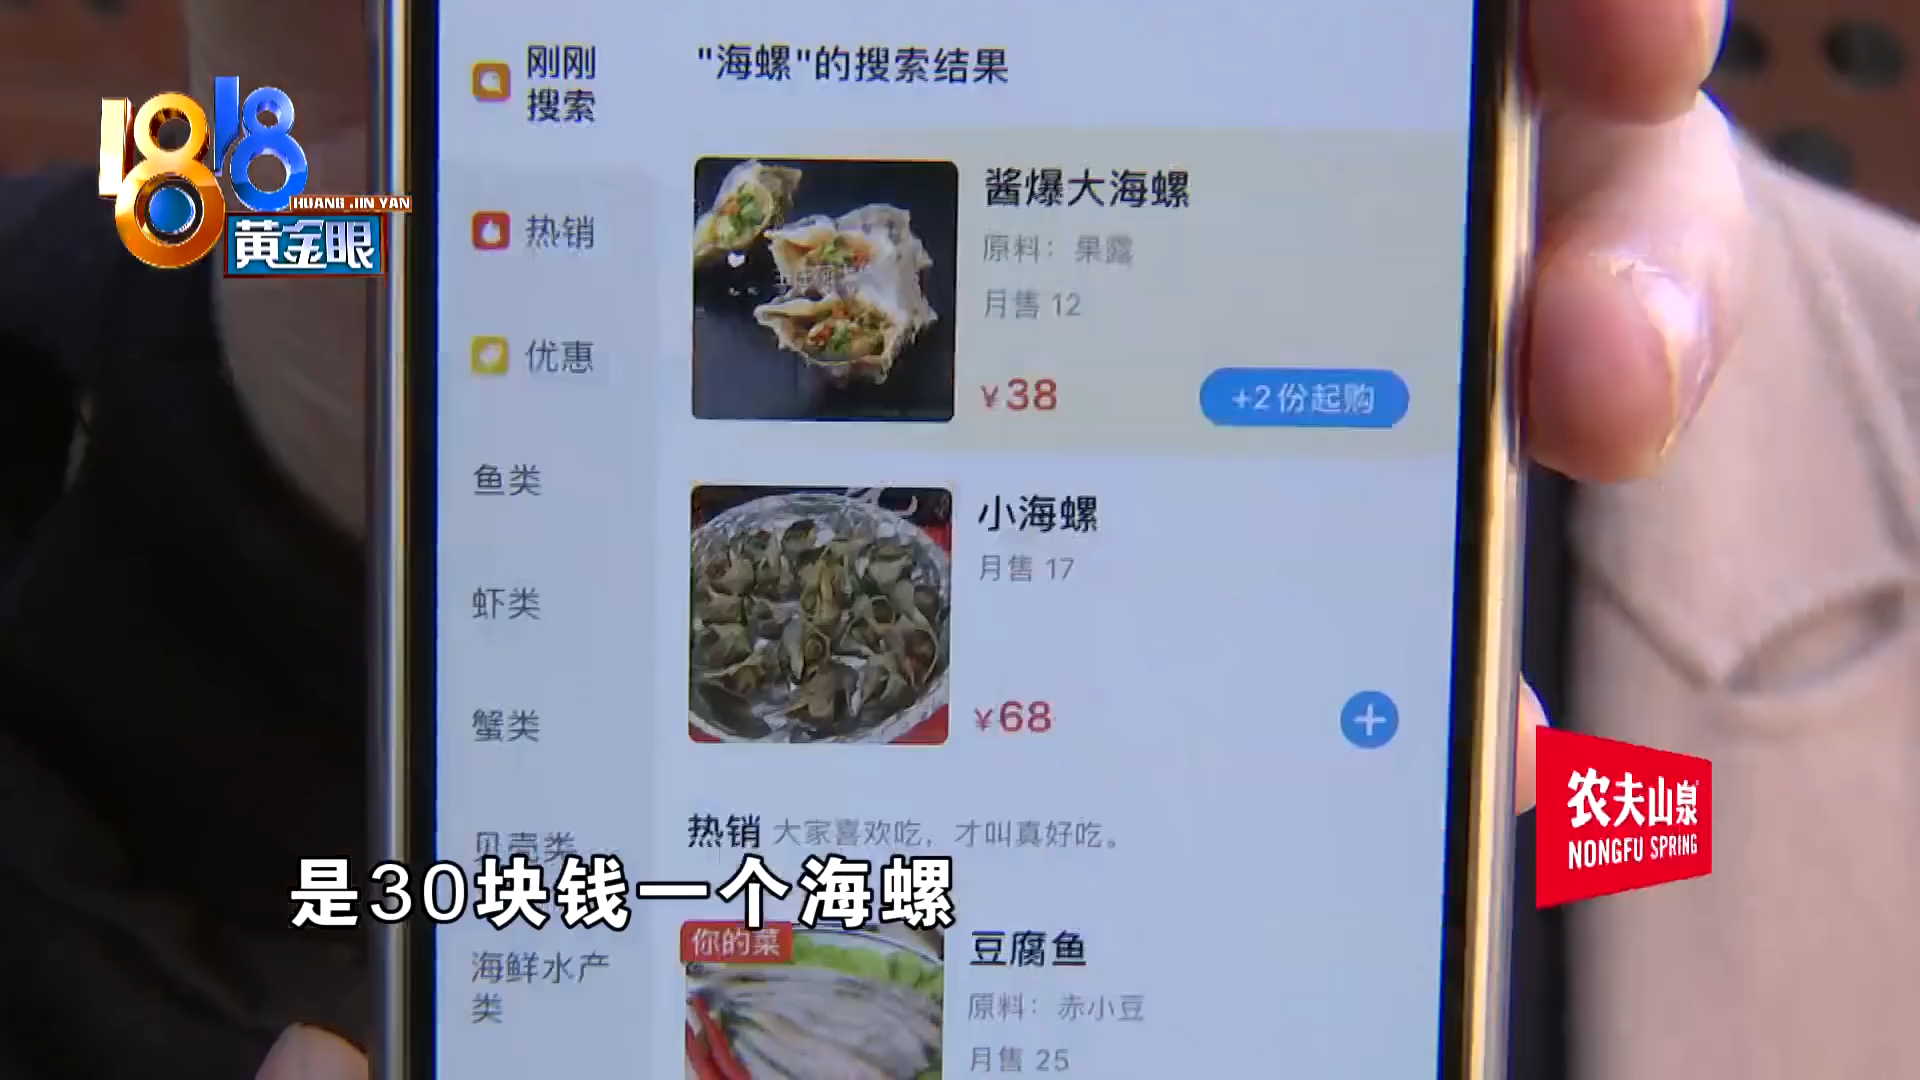 刚刚
搜索
"海螺"的搜索结果
1818
HUANG JIN YAN
黄金眼
热销
优惠
鱼类
虾类
蟹类
贝壳类
海鲜水产
类
酱爆大海螺
原料：果露
月售 12
¥38
+2份起购
小海螺
月售 17
¥68
热销 大家喜欢吃，才叫真好吃。
你的菜
豆腐鱼
原料：赤小豆
月售 25
是30块钱一个海螺
农夫山泉
NONGFU SPRING